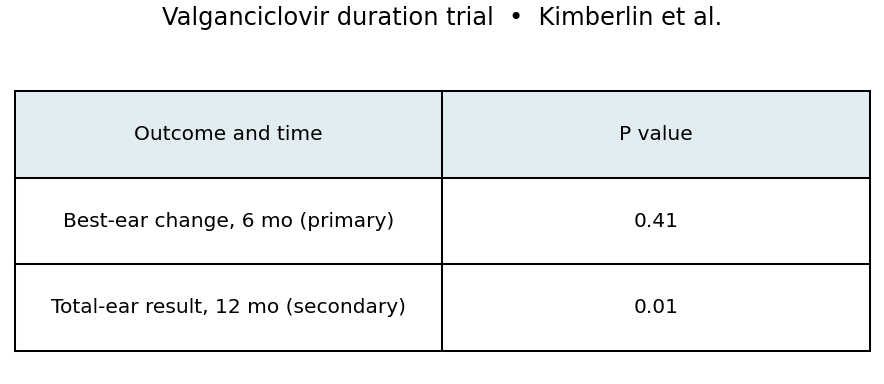 Valganciclovir duration trial • Kimberlin et al.
Outcome and time P value
Best-ear change, 6 mo (primary) 0.41
Total-ear result, 12 mo (secondary) 0.01